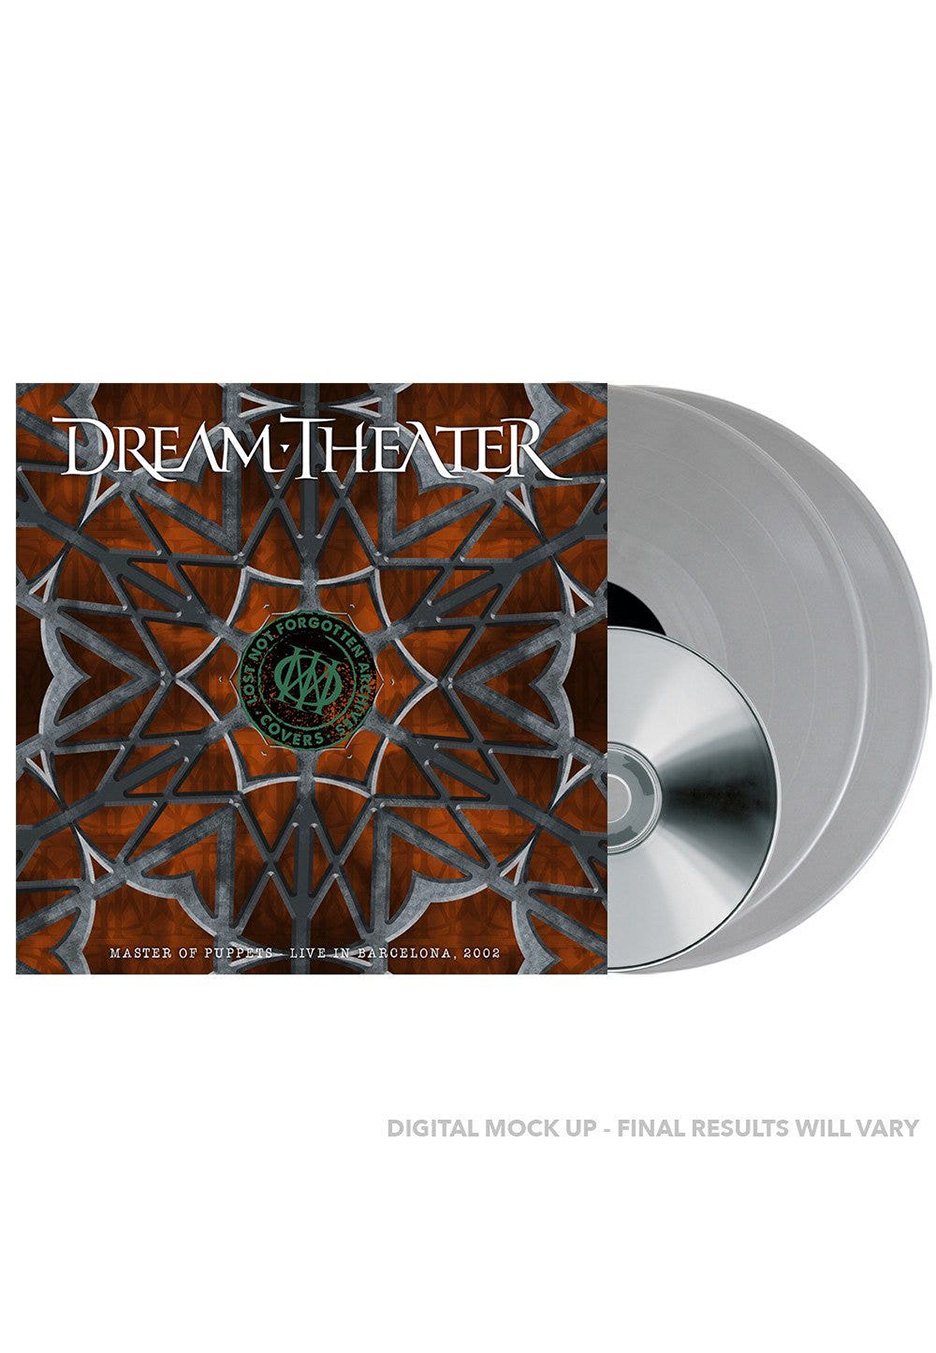 DREAM·THEATER
LOST NOT FORGOTTEN ARCHIVES
· COVERS ·
MASTER OF PUPPETS - LIVE IN BARCELONA, 2002
DIGITAL MOCK UP - FINAL RESULTS WILL VARY